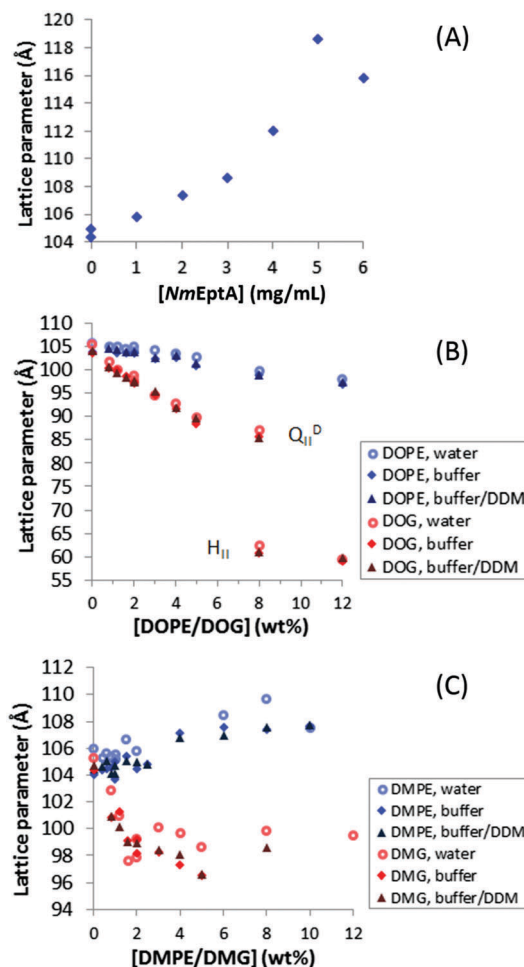 (A)
Lattice parameter (Å)
118
116
114
112
110
108
106
104
0 1 2 3 4 5 6
[NmEptA] (mg/mL)
(B)
Lattice parameter (Å)
105
100
95
90
85
80
75
70
65
60
55
Q_II^D
H_II
0 2 4 6 8 10 12
[DOPE/DOG] (wt%)
DOPE, water
DOPE, buffer
DOPE, buffer/DDM
DOG, water
DOG, buffer
DOG, buffer/DDM
(C)
Lattice parameter (Å)
112
110
108
106
104
102
100
98
96
94
0 2 4 6 8 10 12
[DMPE/DMG] (wt%)
DMPE, water
DMPE, buffer
DMPE, buffer/DDM
DMG, water
DMG, buffer
DMG, buffer/DDM